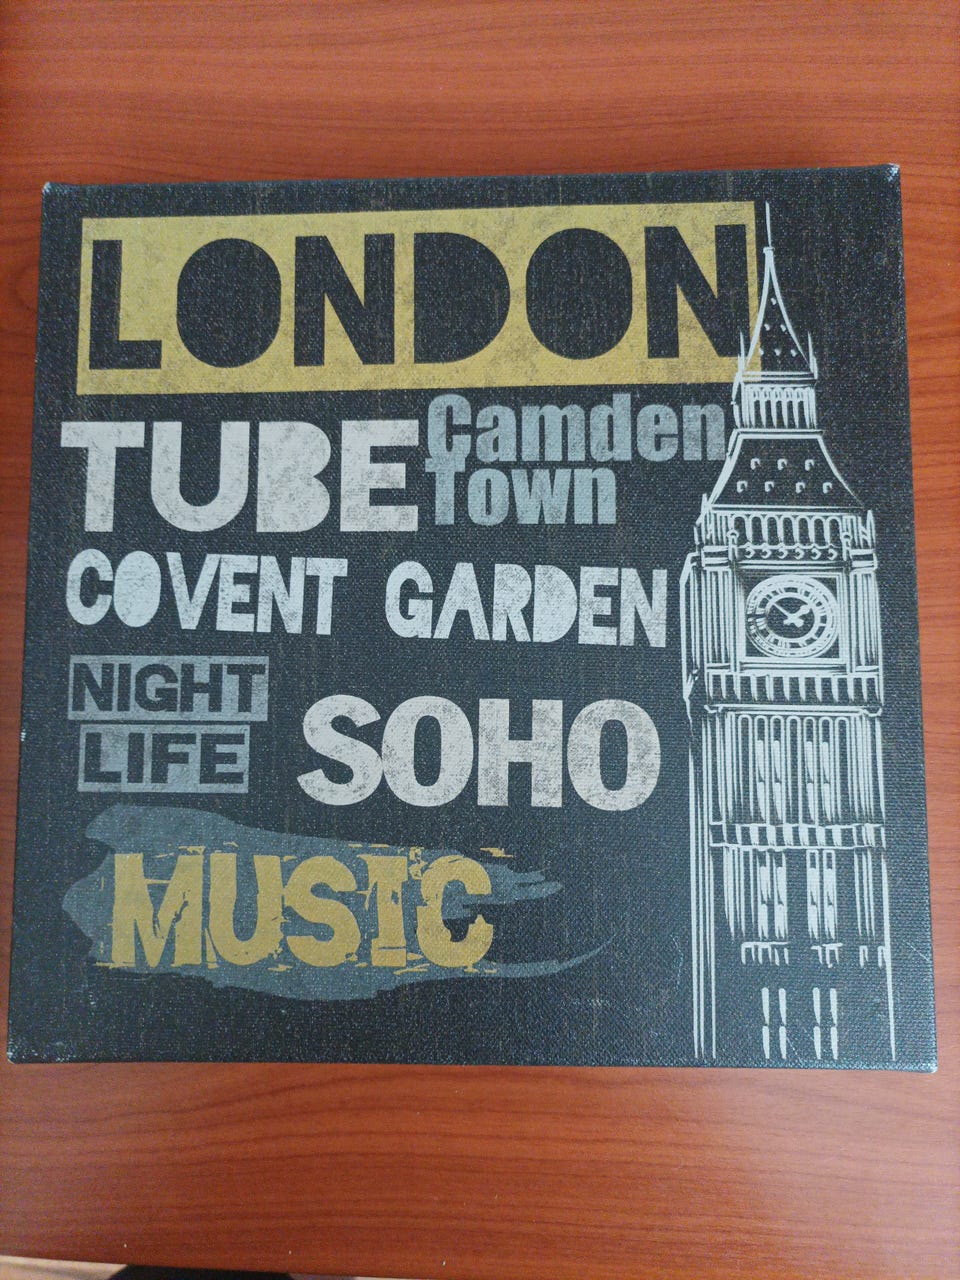 LONDON
TUBE
Camden
Town
COVENT GARDEN
NIGHT
LIFE
SOHO
MUSIC